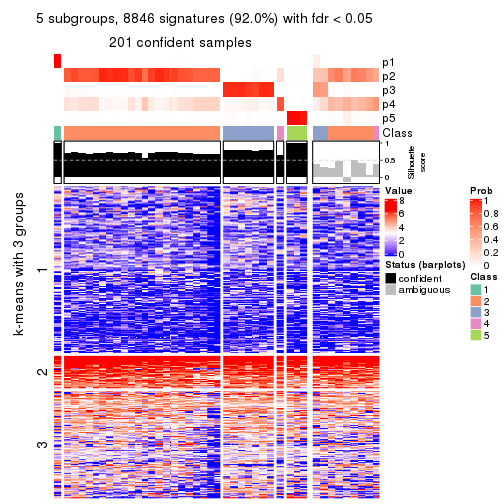 5 subgroups, 8846 signatures (92.0%) with fdr < 0.05
201 confident samples
p1
p2
p3
p4
p5
Class
1
0.5
0
Silhouette
score
k-means with 3 groups
1
2
3
Value
8
6
4
2
0
Status (barplots)
confident
ambiguous
Prob
1
0.8
0.6
0.4
0.2
0
Class
1
2
3
4
5